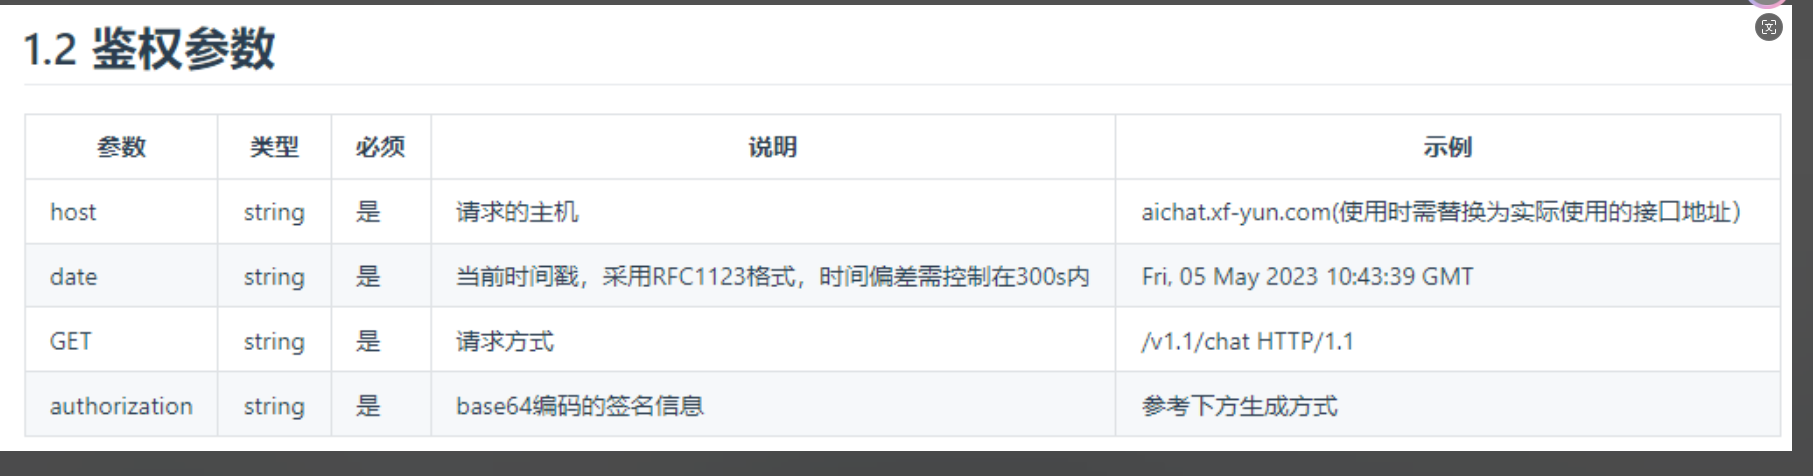 1.2 鉴权参数
参数 类型 必须 说明 示例
host string 是 请求的主机 aichat.xf-yun.com(使用时需替换为实际使用的接口地址）
date string 是 当前时间戳，采用RFC1123格式，时间偏差需控制在300s内 Fri, 05 May 2023 10:43:39 GMT
GET string 是 请求方式 /v1.1/chat HTTP/1.1
authorization string 是 base64编码的签名信息 参考下方生成方式